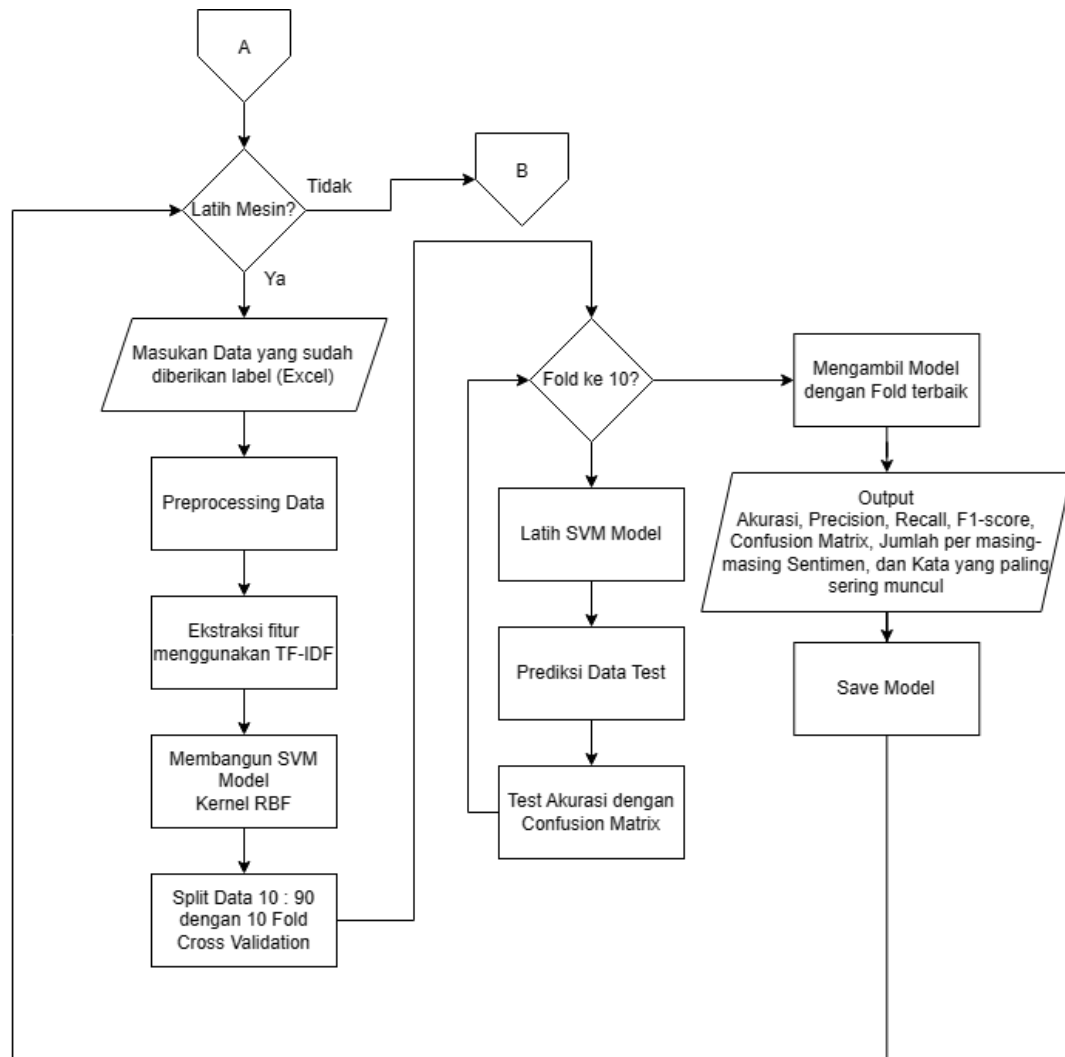 A
Latih Mesin?
Tidak
B
Ya
Masukan Data yang sudah
diberikan label (Excel)
Preprocessing Data
Ekstraksi fitur
menggunakan TF-IDF
Membangun SVM
Model
Kernel RBF
Split Data 10 : 90
dengan 10 Fold
Cross Validation
Fold ke 10?
Latih SVM Model
Prediksi Data Test
Test Akurasi dengan
Confusion Matrix
Mengambil Model
dengan Fold terbaik
Output
Akurasi, Precision, Recall, F1-score,
Confusion Matrix, Jumlah per masing-
masing Sentimen, dan Kata yang paling
sering muncul
Save Model